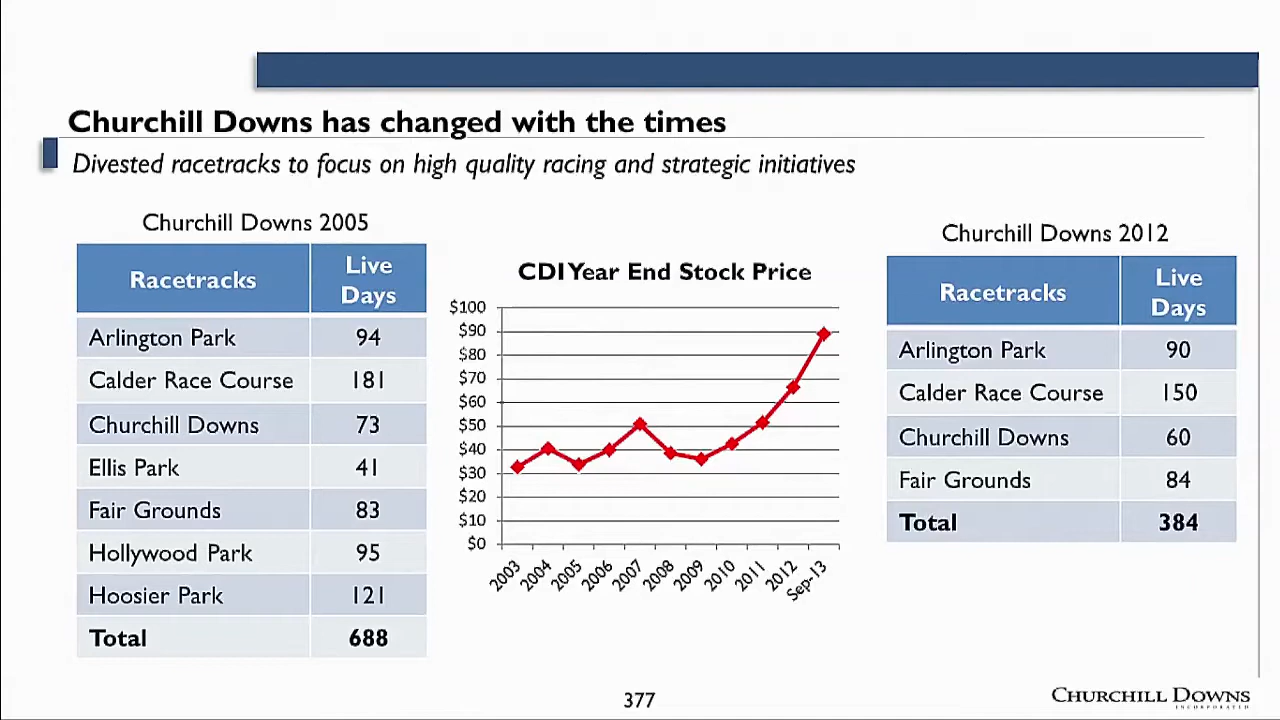 Churchill Downs has changed with the times
Divested racetracks to focus on high quality racing and strategic initiatives
Churchill Downs 2005
Racetracks Live Days
Arlington Park 94
Calder Race Course 181
Churchill Downs 73
Ellis Park 41
Fair Grounds 83
Hollywood Park 95
Hoosier Park 121
Total 688
CDI Year End Stock Price
$100
$90
$80
$70
$60
$50
$40
$30
$20
$10
$0
2003 2004 2005 2006 2007 2008 2009 2010 2011 2012 Sep-13
Churchill Downs 2012
Racetracks Live Days
Arlington Park 90
Calder Race Course 150
Churchill Downs 60
Fair Grounds 84
Total 384
377
CHURCHILL DOWNS
INCORPORATED